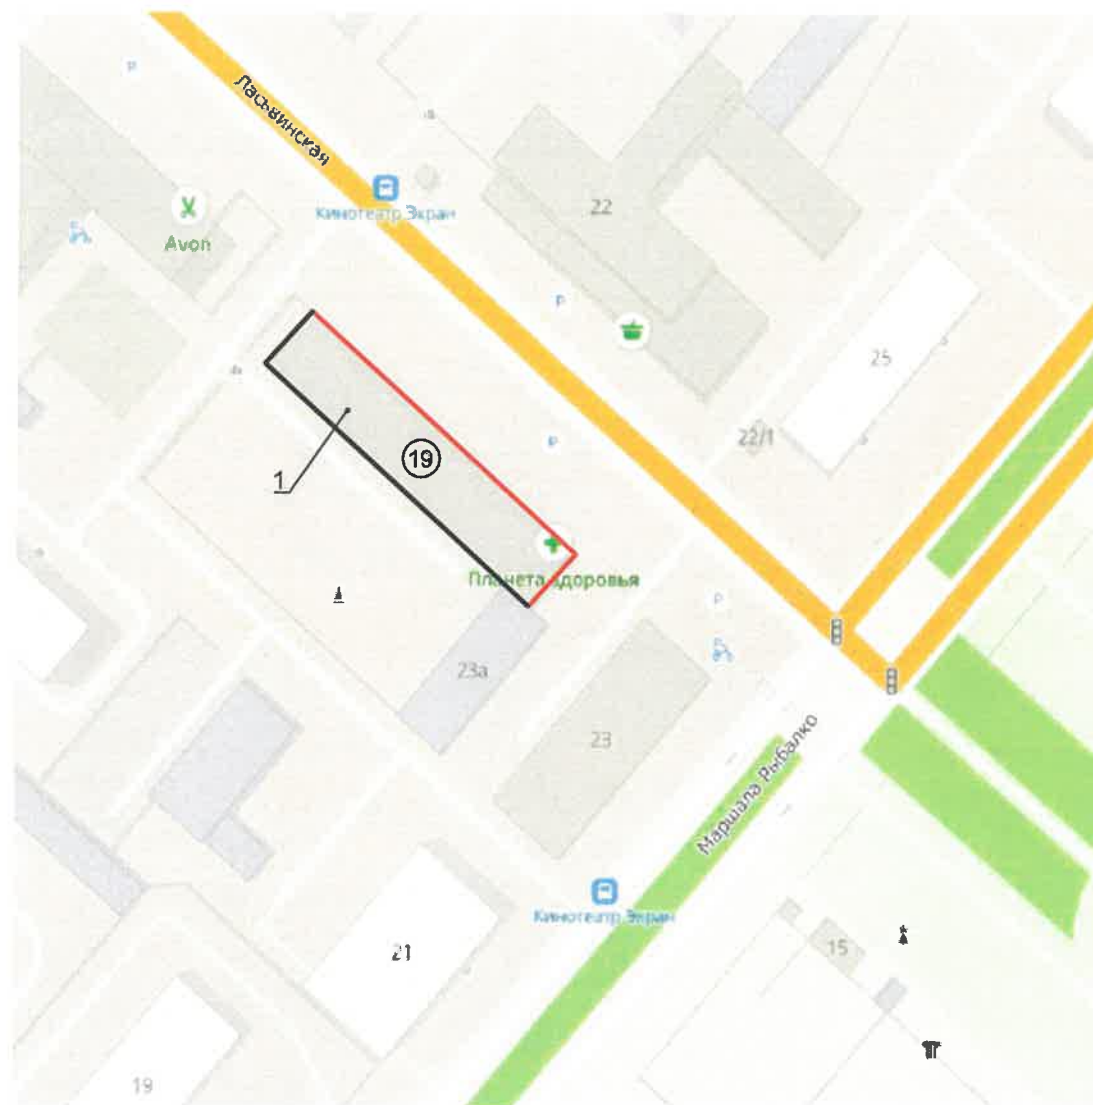 P
Ласьвинская
Кинотеатр Экран
22
Avon
P
25
P
22/1
19
1
Планета здоровья
P
23а
23
Маршала Рыбалко
Кинотеатр Экран
21
15
19